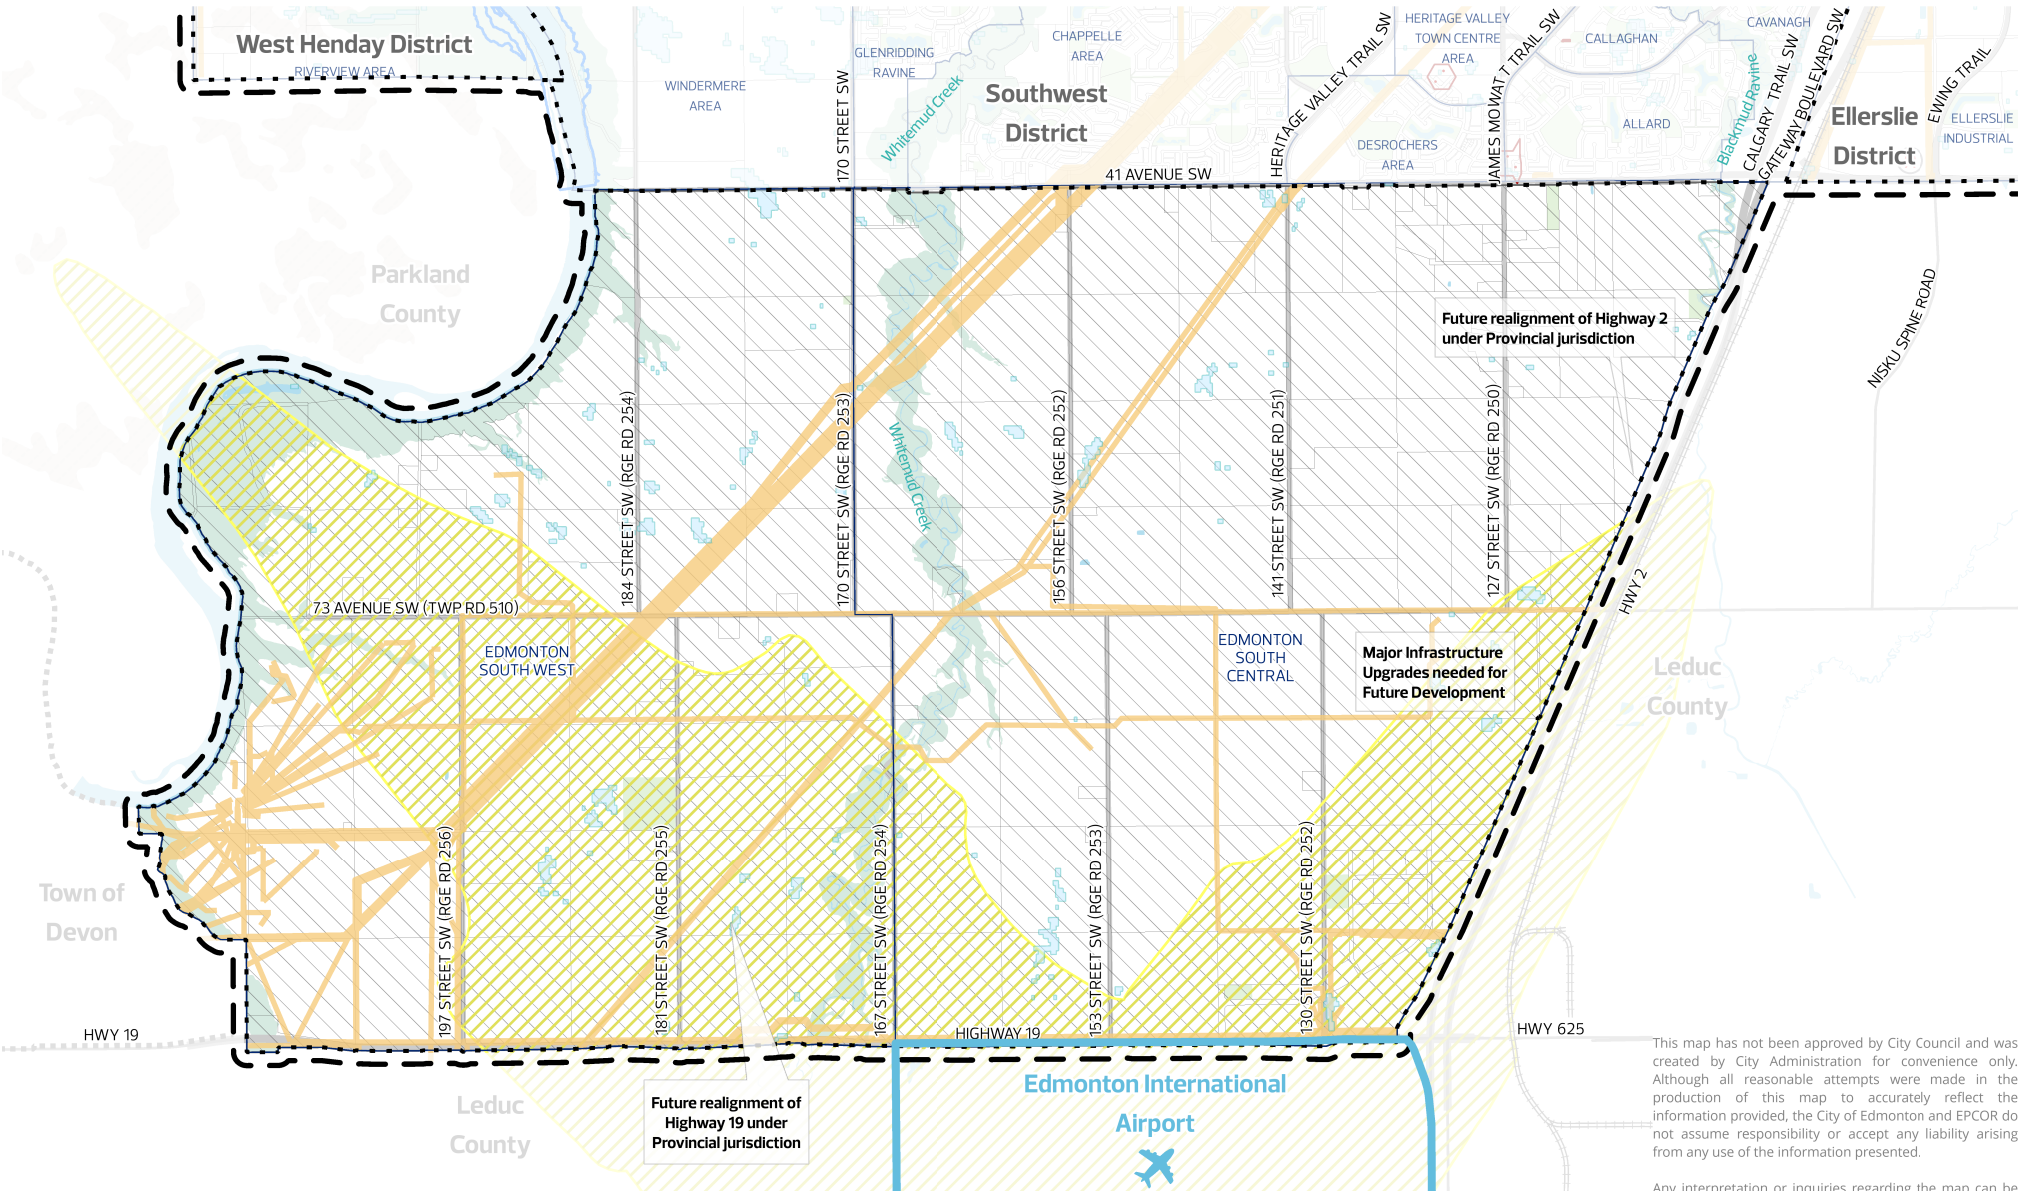 West Henday District
RIVERVIEW AREA
WINDERMERE
AREA
GLENRIDDING
RAVINE
CHAPPELLE
AREA
Southwest
District
HERITAGE VALLEY
TOWN CENTRE
AREA
CALLAGHAN
CAVANAGH
DESROCHERS
AREA
ALLARD
Ellerslie
District
ELLERSLIE
INDUSTRIAL
EWING TRAIL
170 STREET SW
Whitemud Creek
HERITAGE VALLEY TRAIL SW
JAMES MOWATT TRAIL SW
Blackmud Ravine
CALGARY TRAIL SW
GATEWAY BOULEVARD SW
41 AVENUE SW
Parkland
County
Future realignment of Highway 2
under Provincial jurisdiction
NISKU SPINE ROAD
184 STREET SW (RGE RD 254)
170 STREET SW (RGE RD 253)
Whitemud Creek
156 STREET SW (RGE RD 252)
141 STREET SW (RGE RD 251)
127 STREET SW (RGE RD 250)
HWY 2
73 AVENUE SW (TWP RD 510)
EDMONTON
SOUTH WEST
EDMONTON
SOUTH
CENTRAL
Major Infrastructure
Upgrades needed for
Future Development
Leduc
County
Town of
Devon
197 STREET SW (RGE RD 256)
181 STREET SW (RGE RD 255)
167 STREET SW (RGE RD 254)
153 STREET SW (RGE RD 253)
130 STREET SW (RGE RD 252)
HWY 19
HIGHWAY 19
HWY 625
Leduc
County
Future realignment of
Highway 19 under
Provincial jurisdiction
Edmonton International
Airport
This map has not been approved by City Council and was
created by City Administration for convenience only.
Although all reasonable attempts were made in the
production of this map to accurately reflect the
information provided, the City of Edmonton and EPCOR do
not assume responsibility or accept any liability arising
from any use of the information presented.
Any interpretation or inquiries regarding the map can be